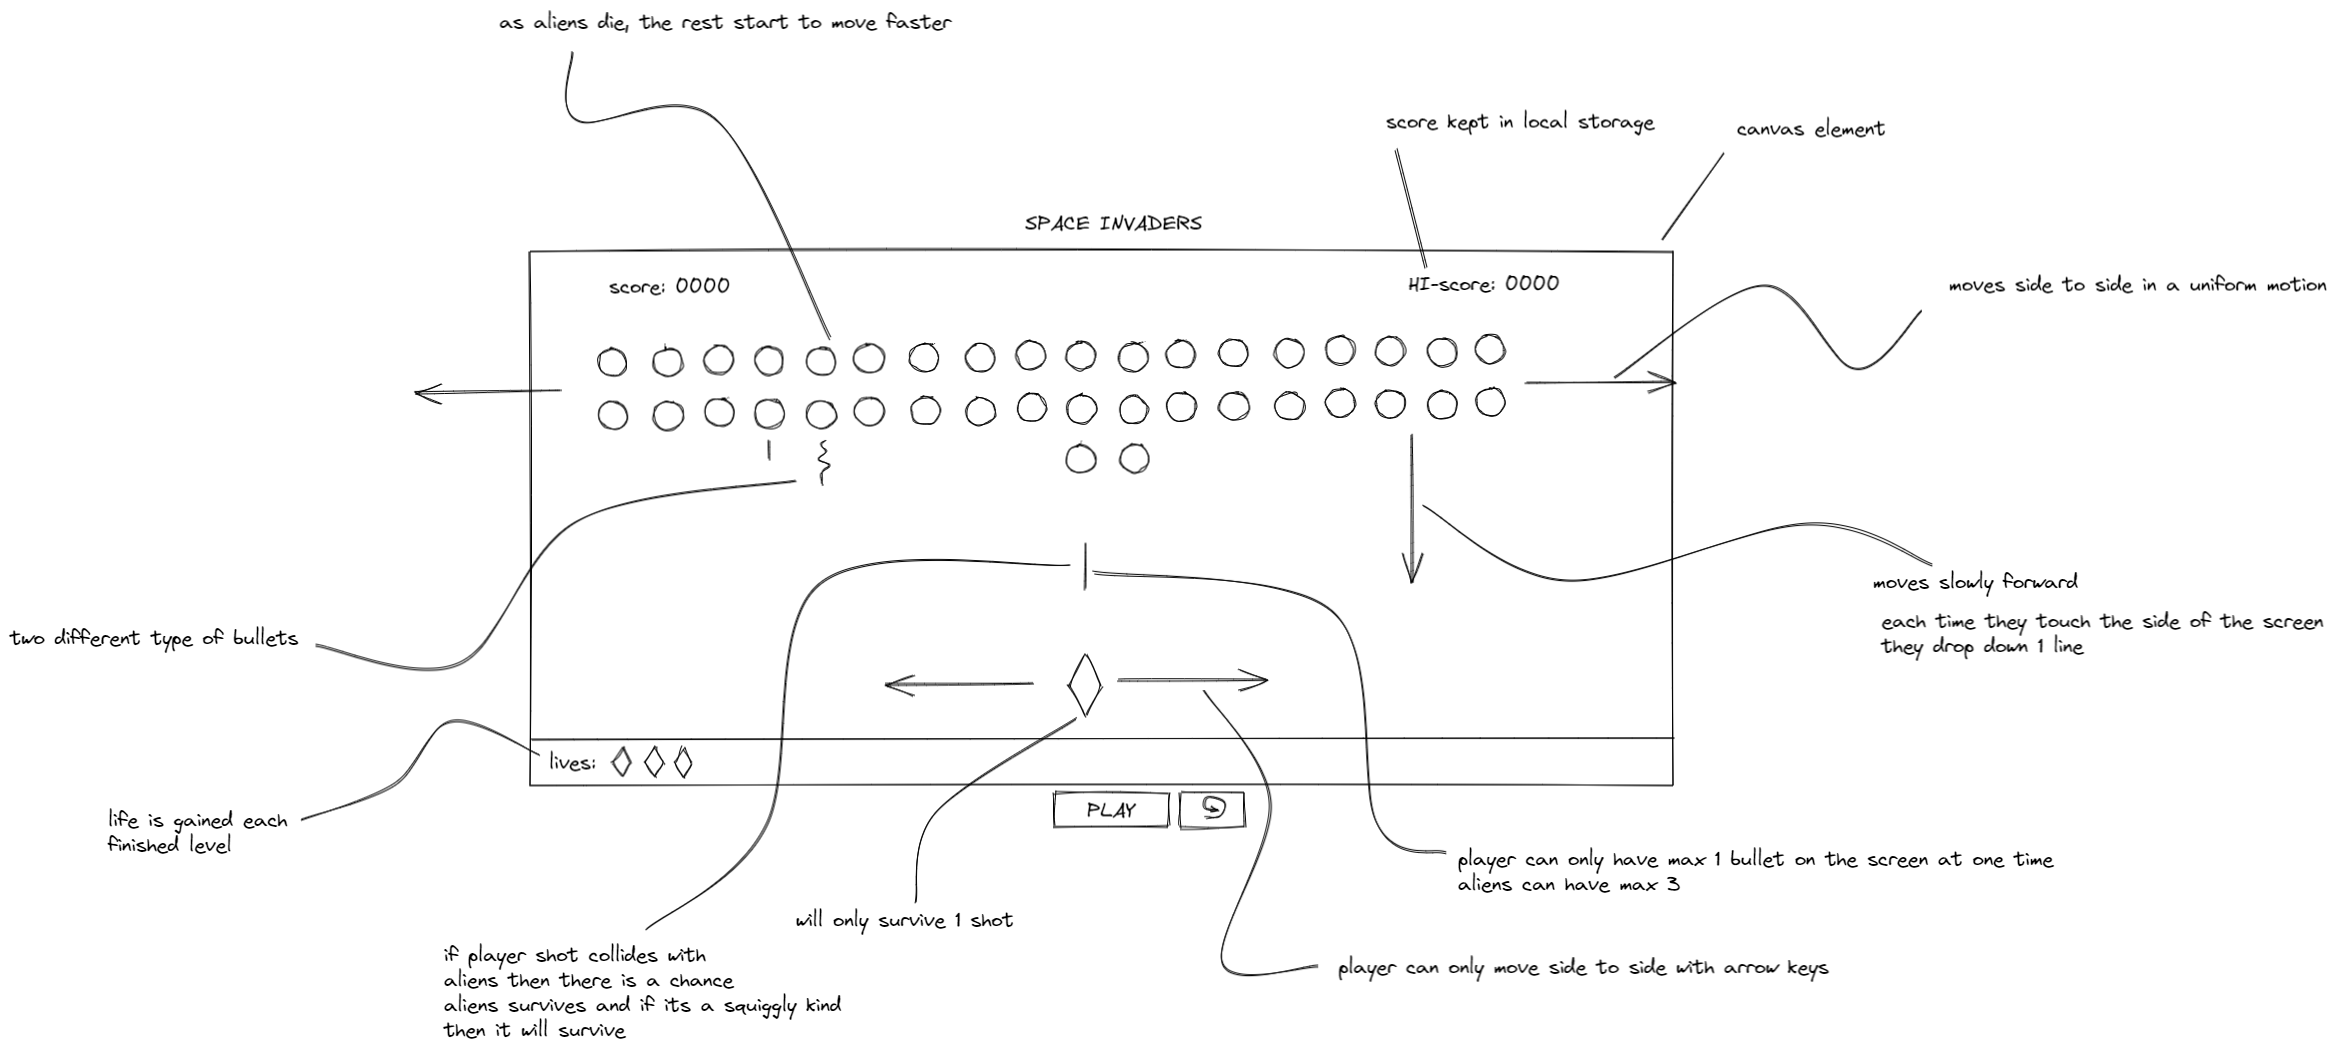 as aliens die, the rest start to move faster
score kept in local storage
canvas element
SPACE INVADERS
score: 0000
HI-score: 0000
moves side to side in a uniform motion
moves slowly forward
each time they touch the side of the screen
they drop down 1 line
two different type of bullets
lives:
life is gained each
finished level
PLAY
player can only have max 1 bullet on the screen at one time
aliens can have max 3
will only survive 1 shot
if player shot collides with
aliens then there is a chance
aliens survives and if its a squiggly kind
then it will survive
player can only move side to side with arrow keys